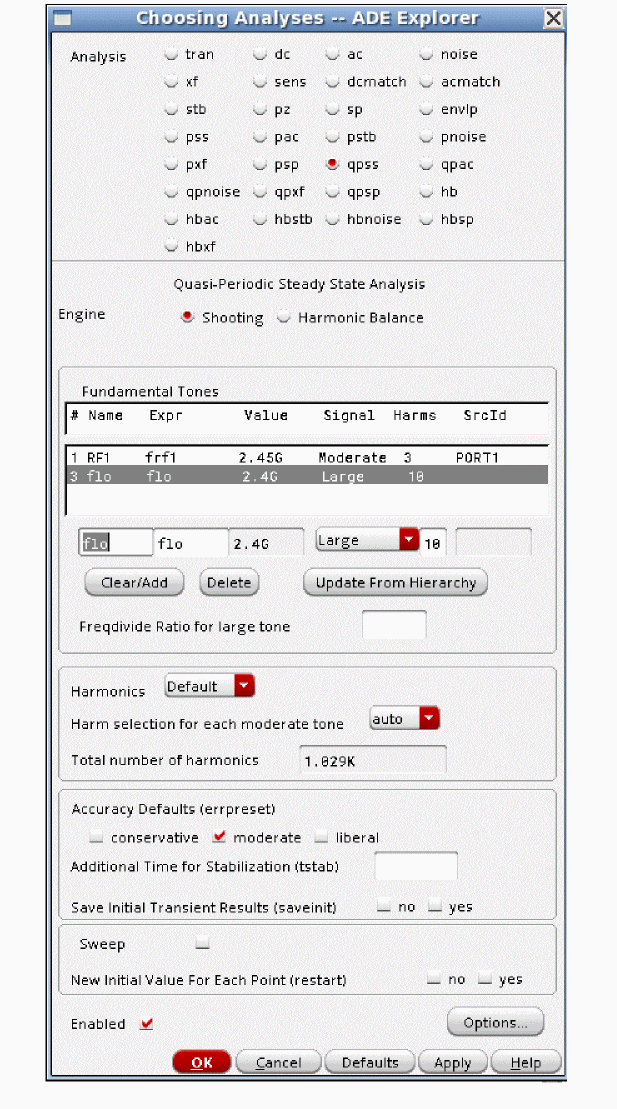 Choosing Analyses -- ADE Explorer
Analysis tran dc ac noise
xf sens dcmatch acmatch
stb pz sp envlp
pss pac pstb pnoise
pxf psp qpss qpac
qpnoise qpxf qpsp hb
hbac hbstb hbnoise hbsp
hbxf
Quasi-Periodic Steady State Analysis
Engine Shooting Harmonic Balance
Fundamental Tones
# Name Expr Value Signal Harms SrcId
1 RF1 frf1 2.45G Moderate 3 PORT1
3 flo flo 2.4G Large 10
flo flo 2.4G Large 10
Clear/Add Delete Update From Hierarchy
Freqdivide Ratio for large tone
Harmonics Default
Harm selection for each moderate tone auto
Total number of harmonics 1.029K
Accuracy Defaults (errpreset)
conservative moderate liberal
Additional Time for Stabilization (tstab)
Save Initial Transient Results (saveinit) no yes
Sweep
New Initial Value For Each Point (restart) no yes
Enabled Options...
OK Cancel Defaults Apply Help